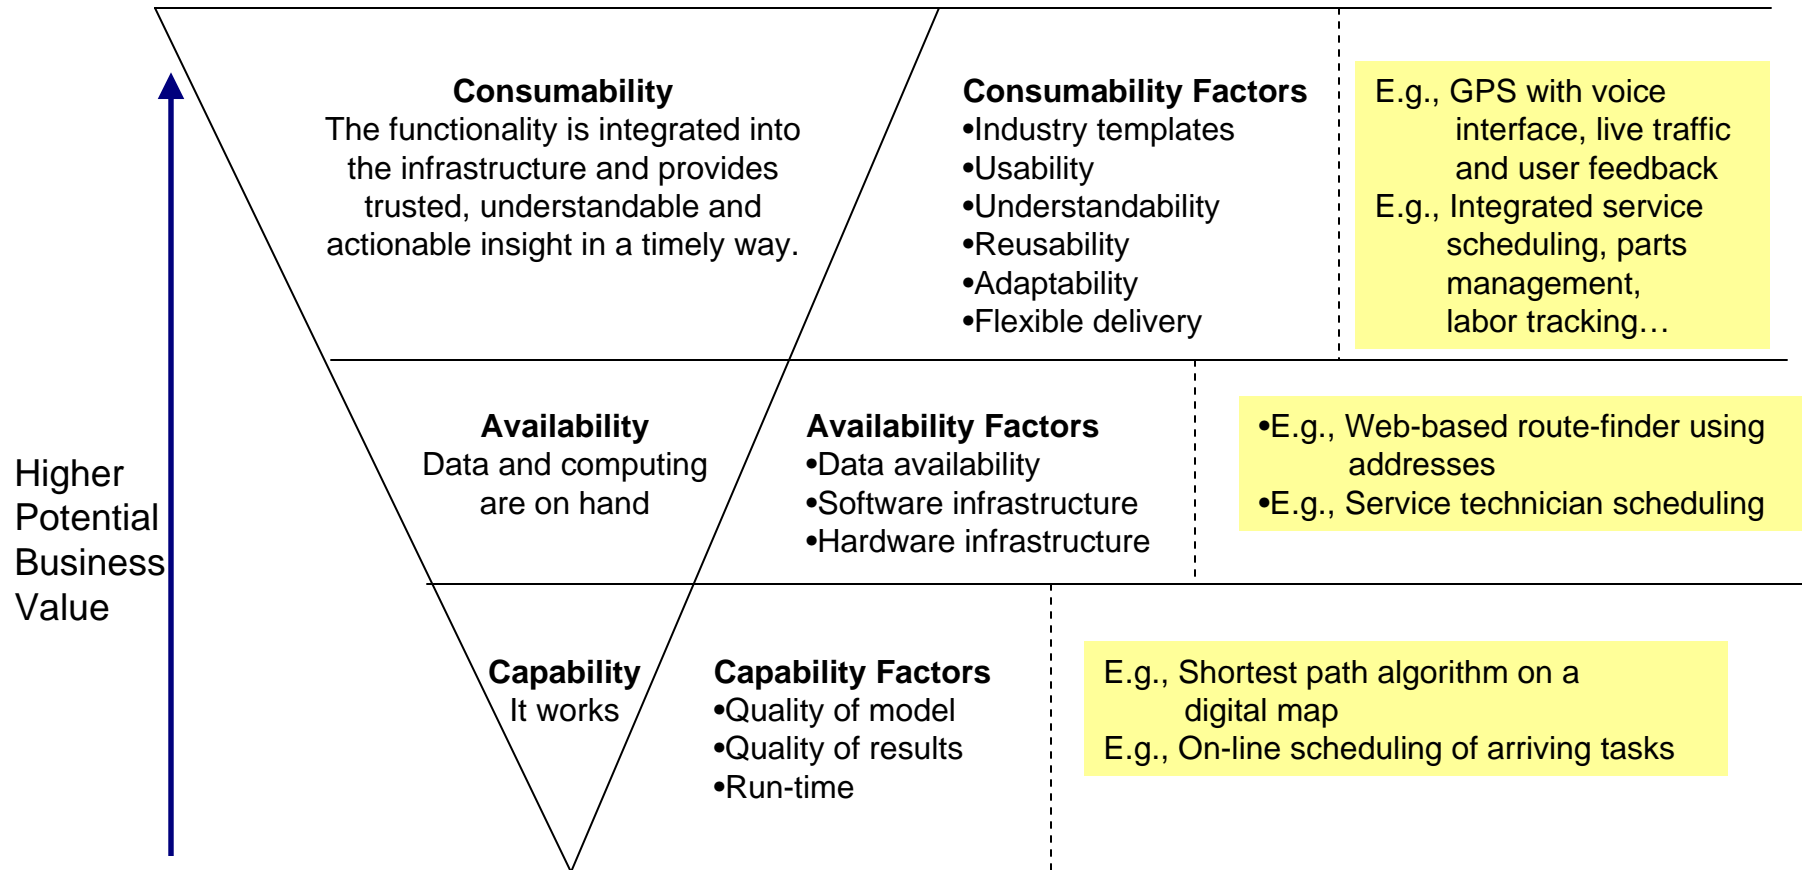 Higher
Potential
Business
Value
Consumability
The functionality is integrated into
the infrastructure and provides
trusted, understandable and
actionable insight in a timely way.
Consumability Factors
•Industry templates
•Usability
•Understandability
•Reusability
•Adaptability
•Flexible delivery
E.g., GPS with voice
interface, live traffic
and user feedback
E.g., Integrated service
scheduling, parts
management,
labor tracking…
Availability
Data and computing
are on hand
Availability Factors
•Data availability
•Software infrastructure
•Hardware infrastructure
•E.g., Web-based route-finder using
addresses
•E.g., Service technician scheduling
Capability
It works
Capability Factors
•Quality of model
•Quality of results
•Run-time
E.g., Shortest path algorithm on a
digital map
E.g., On-line scheduling of arriving tasks